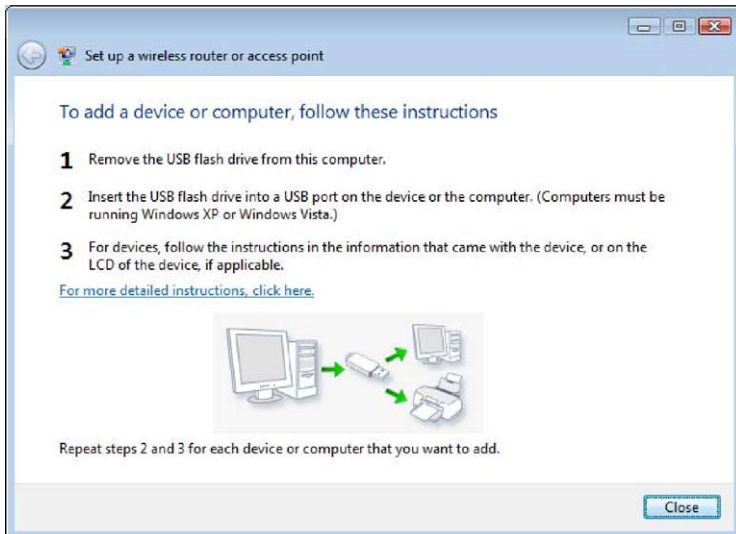 Set up a wireless router or access point
To add a device or computer, follow these instructions
1 Remove the USB flash drive from this computer.
2 Insert the USB flash drive into a USB port on the device or the computer. (Computers must be
running Windows XP or Windows Vista.)
3 For devices, follow the instructions in the information that came with the device, or on the
LCD of the device, if applicable.
For more detailed instructions, click here.
Repeat steps 2 and 3 for each device or computer that you want to add.
Close